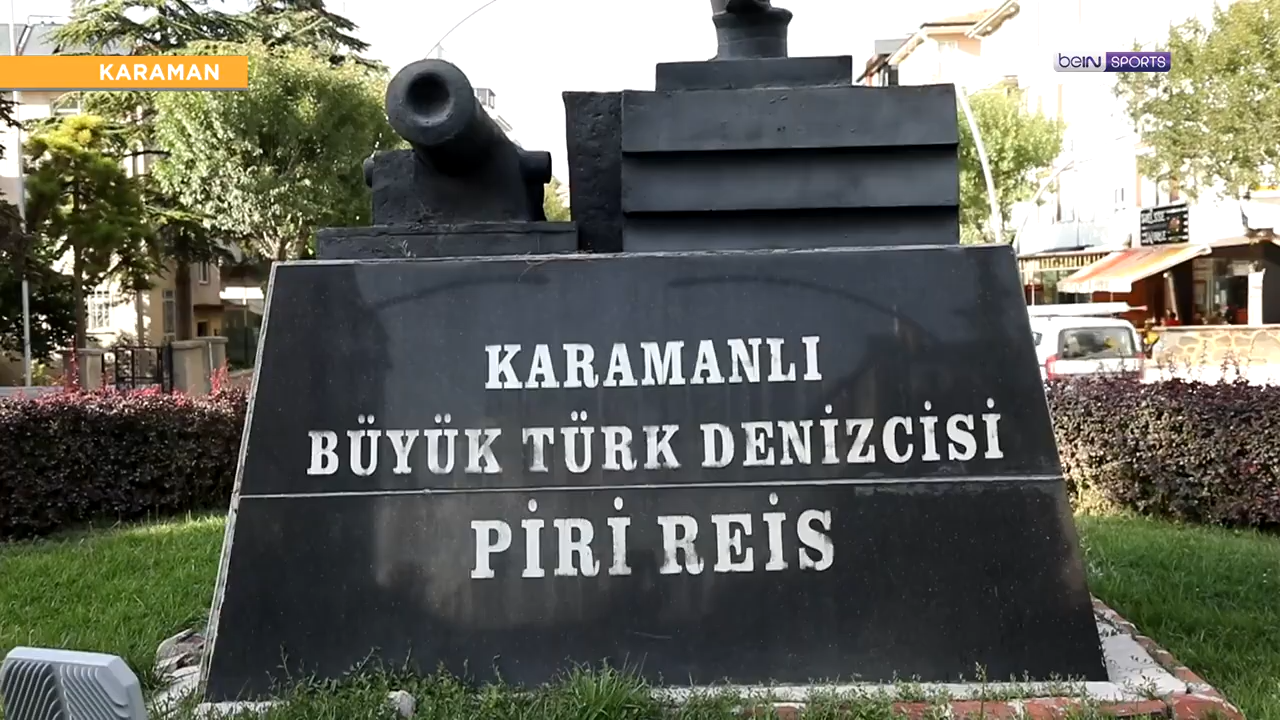 KARAMAN
beIN SPORTS
KARAMANLI
BÜYÜK TÜRK DENİZCİSİ
PİRİ REİS